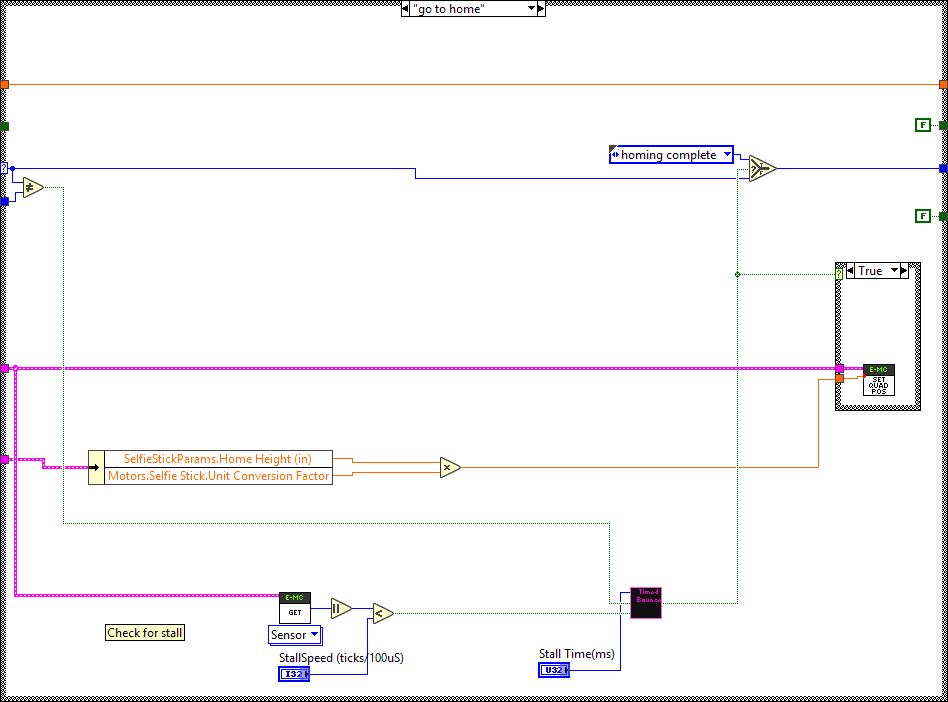 "go to home"
F
homing complete
?
T
F
≠
F
?
True
E-MC
SET
QUAD
POS
SelfieStickParams.Home Height (in)
Motors.Selfie Stick.Unit Conversion Factor
×
Timed
Bounce
E-MC
GET
<
Check for stall
Sensor
StallSpeed (ticks/100uS)
I32
Stall Time(ms)
U32